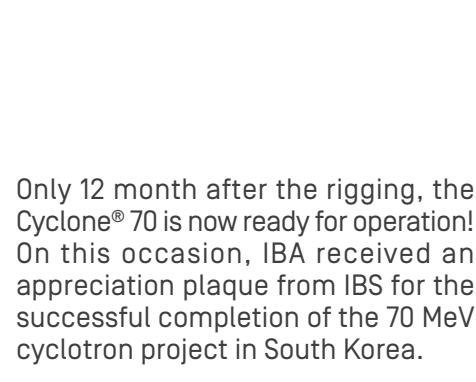 Only 12 month after the rigging, the
Cyclone® 70 is now ready for operation!
On this occasion, IBA received an
appreciation plaque from IBS for the
successful completion of the 70 MeV
cyclotron project in South Korea.